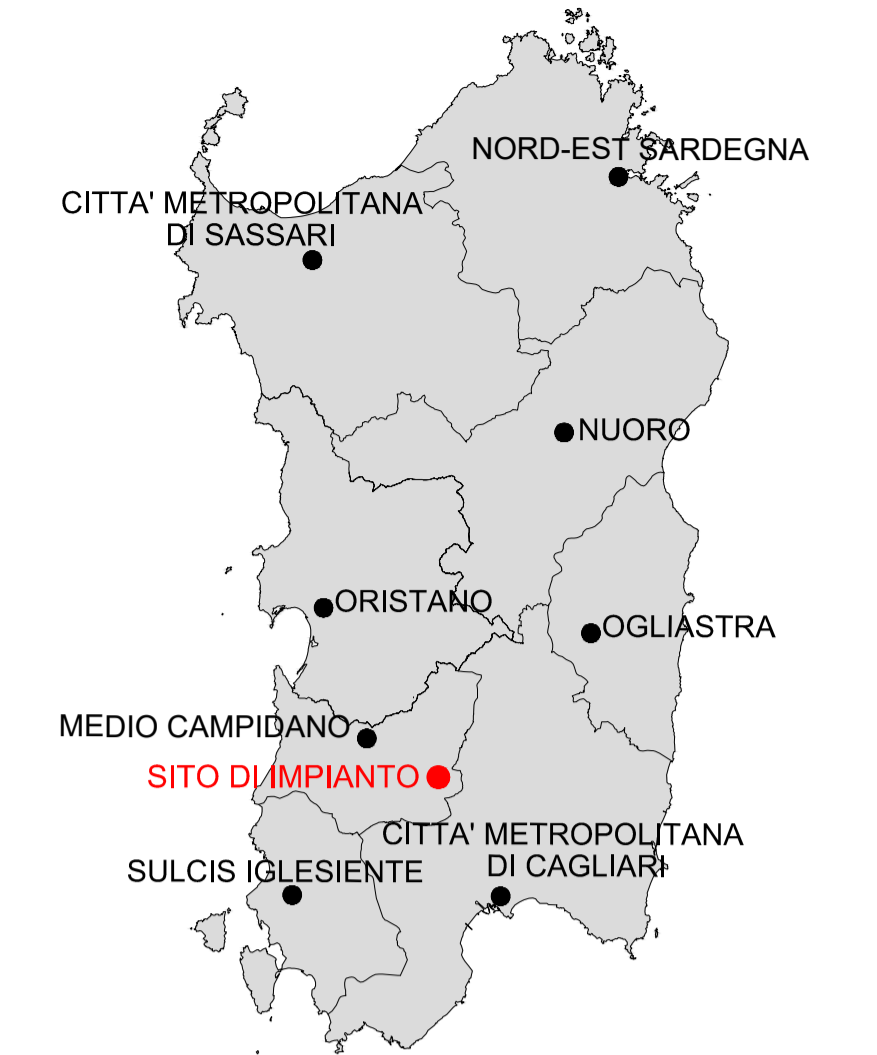 NORD-EST SARDEGNA
CITTA' METROPOLITANA
DI SASSARI
NUORO
ORISTANO
OGLIASTRA
MEDIO CAMPIDANO
SITO DI IMPIANTO
CITTA' METROPOLITANA
DI CAGLIARI
SULCIS IGLESIENTE